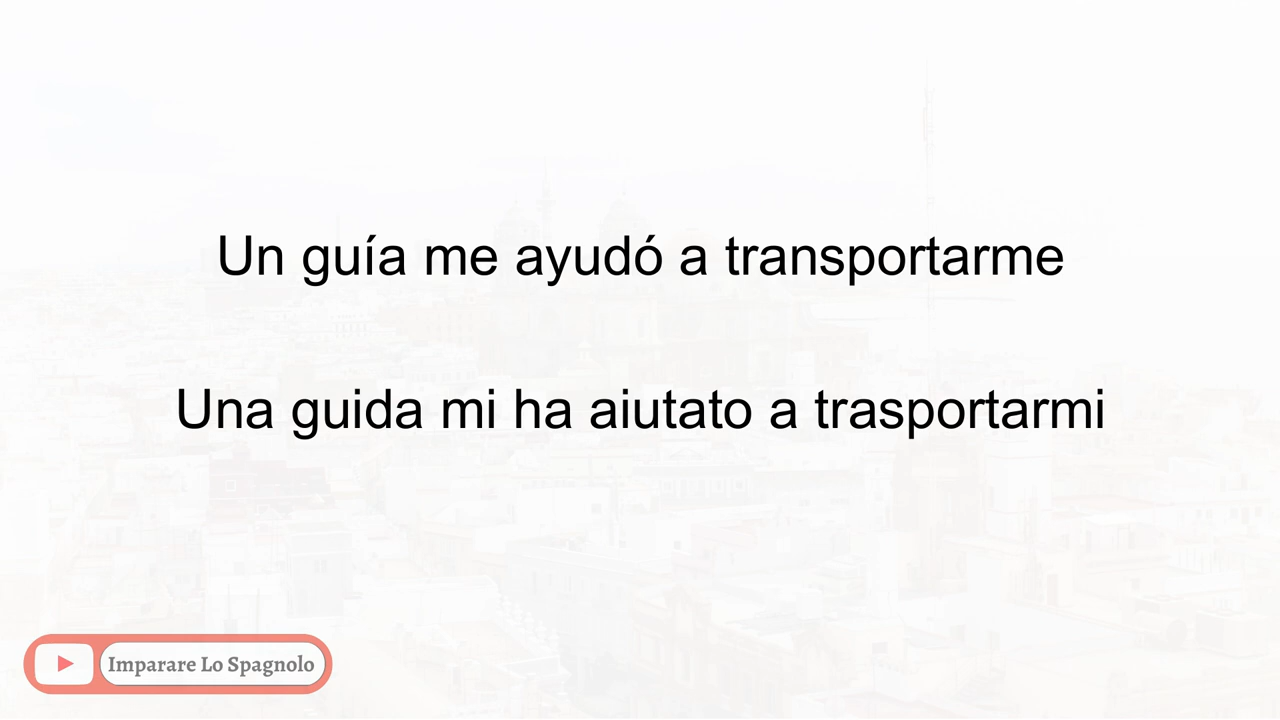 Un guía me ayudó a transportarme
Una guida mi ha aiutato a trasportarmi
Imparare Lo Spagnolo